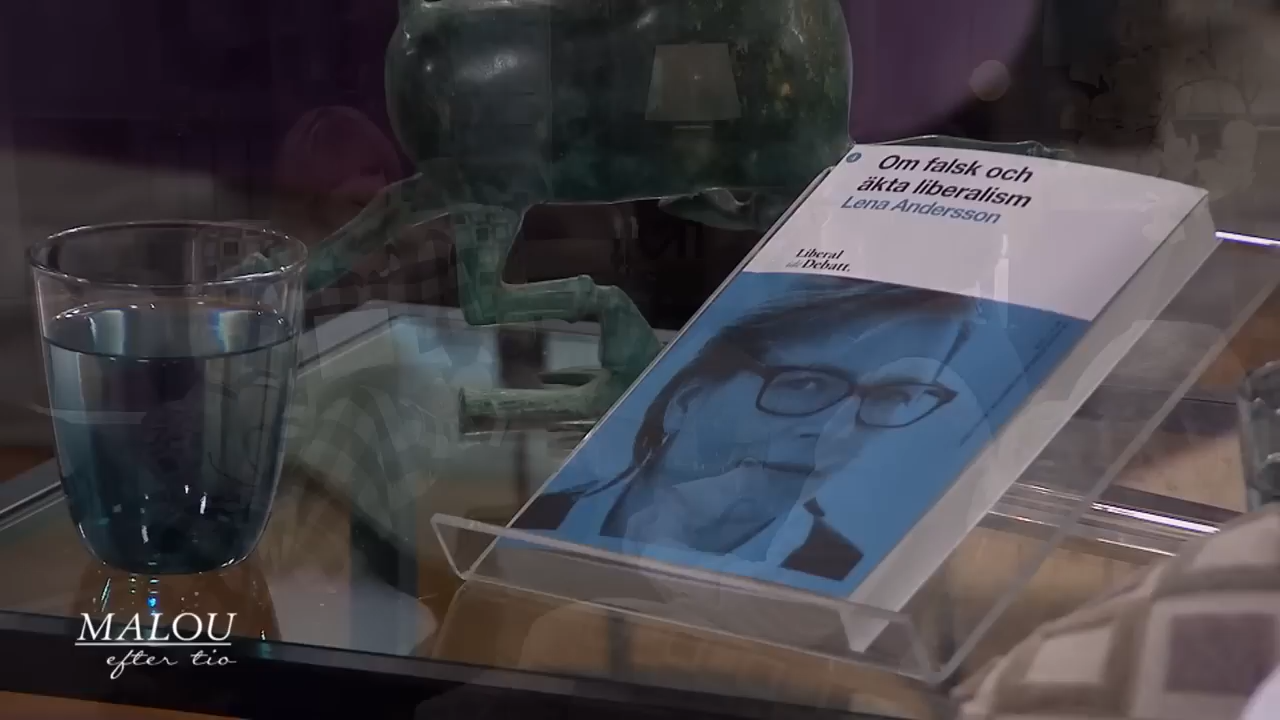 Om falsk och
äkta liberalism
Lena Andersson
Liberal
Debatt.
MALOU
efter tio